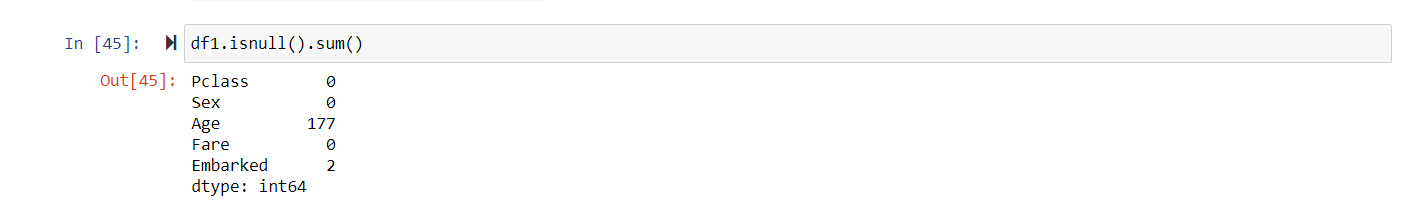 In [45]: df1.isnull().sum()
Out[45]: Pclass        0
Sex           0
Age         177
Fare          0
Embarked      2
dtype: int64